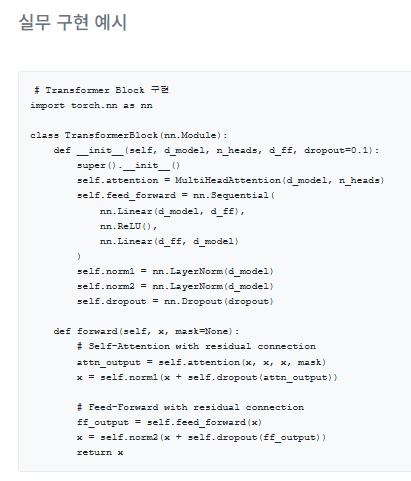 실무 구현 예시
# Transformer Block 구현
import torch.nn as nn
class TransformerBlock(nn.Module):
    def __init__(self, d_model, n_heads, d_ff, dropout=0.1):
        super().__init__()
        self.attention = MultiHeadAttention(d_model, n_heads)
        self.feed_forward = nn.Sequential(
            nn.Linear(d_model, d_ff),
            nn.ReLU(),
            nn.Linear(d_ff, d_model)
        )
        self.norm1 = nn.LayerNorm(d_model)
        self.norm2 = nn.LayerNorm(d_model)
        self.dropout = nn.Dropout(dropout)
    def forward(self, x, mask=None):
        # Self-Attention with residual connection
        attn_output = self.attention(x, x, x, mask)
        x = self.norm1(x + self.dropout(attn_output))
        # Feed-Forward with residual connection
        ff_output = self.feed_forward(x)
        x = self.norm2(x + self.dropout(ff_output))
        return x